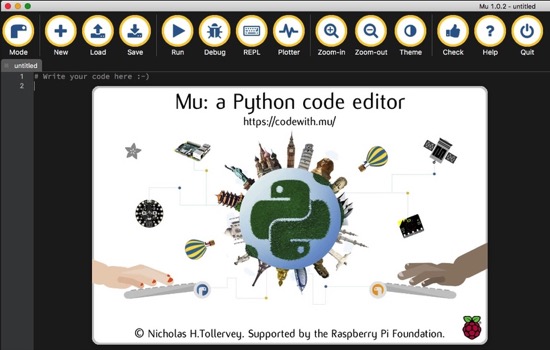 Mu 1.0.2 - untitled
Mode New Load Save Run Debug REPL Plotter Zoom-in Zoom-out Theme Check Help Quit
untitled
1 # Write your code here :-)
2
Mu: a Python code editor
https://codewith.mu/
© Nicholas H.Tollervey. Supported by the Raspberry Pi Foundation.